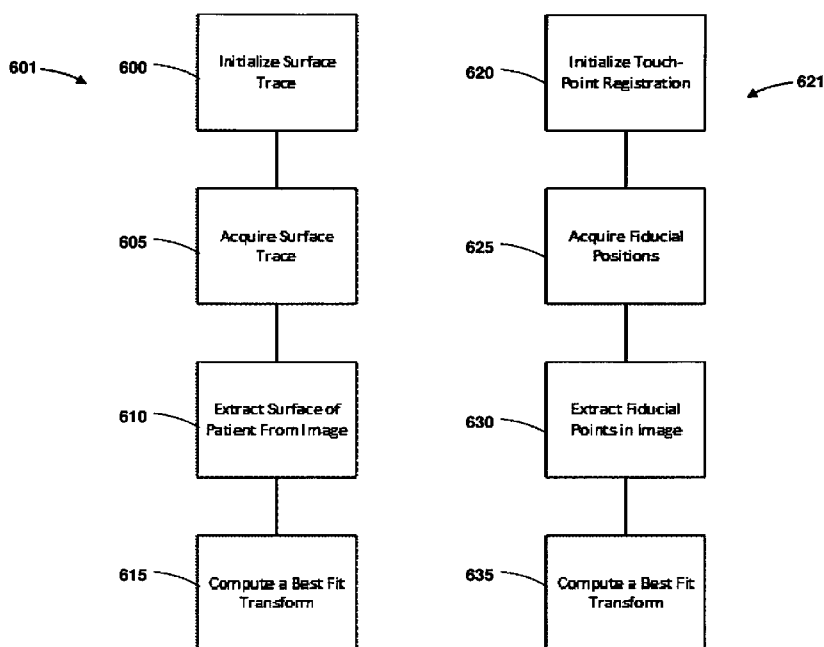 601
600
Initialize Surface
Trace
620
Initialize Touch-
Point Registration
621
605
Acquire Surface
Trace
625
Acquire Fiducial
Positions
610
Extract Surface of
Patient From Image
630
Extract Fiducial
Points in image
615
Compute a Best Fit
Transform
635
Compute a Best Fit
Transform